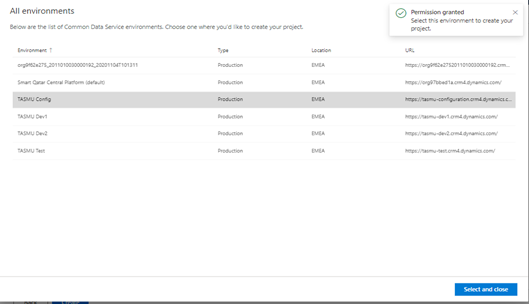 All environments
Permission granted
Select this environment to create your
project.
Below are the list of Common Data Service environments. Choose one where you'd like to create your project.
Environment ↑ Type Location URL
org9f62e275_2011010030000192_202011047101311 Production EMEA https://org9f62e2752011010030000192.crm...
Smart Qatar Central Platform (default) Production EMEA https://org97bbed1a.crm4.dynamics.com/
TASMU Config Production EMEA https://tasmu-configuration.crm4.dynamics.c...
TASMU Dev1 Production EMEA https://tasmu-dev1.crm4.dynamics.com/
TASMU Dev2 Production EMEA https://tasmu-dev2.crm4.dynamics.com/
TASMU Test Production EMEA https://tasmu-test.crm4.dynamics.com/
Select and close